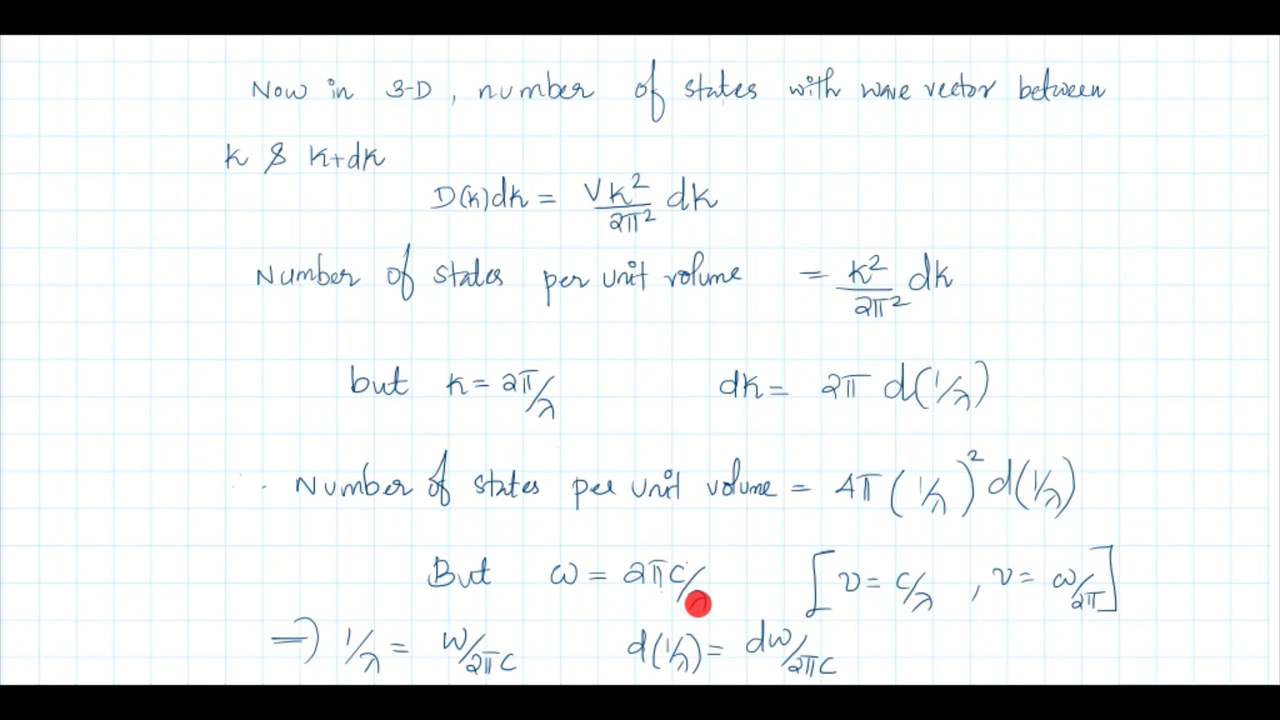 Now in 3-D, number of states with wave vector between
k & k+dk
D(k)dk = Vk²/2π² dk
Number of states per unit volume = k²/2π² dk
but k = 2π/λ dk = 2π d(1/λ)
∴ Number of states per unit volume = 4π (1/λ)² d(1/λ)
But ω = 2πc/ [ν = c/λ , ν = ω/2π]
⇒ 1/λ = ω/2πc d(1/λ) = dω/2πc